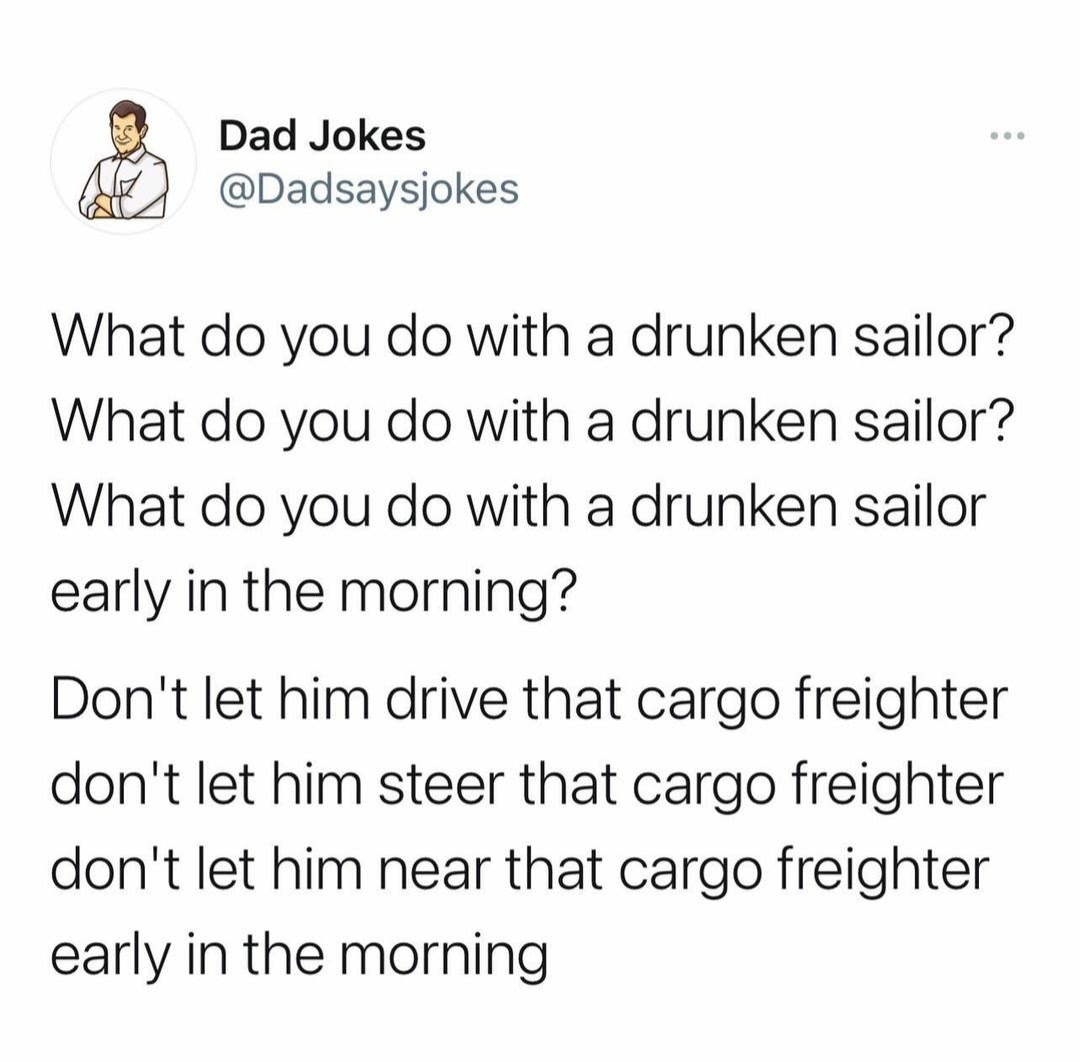 Dad Jokes
@Dadsaysjokes
What do you do with a drunken sailor?
What do you do with a drunken sailor?
What do you do with a drunken sailor
early in the morning?
Don't let him drive that cargo freighter
don't let him steer that cargo freighter
don't let him near that cargo freighter
early in the morning